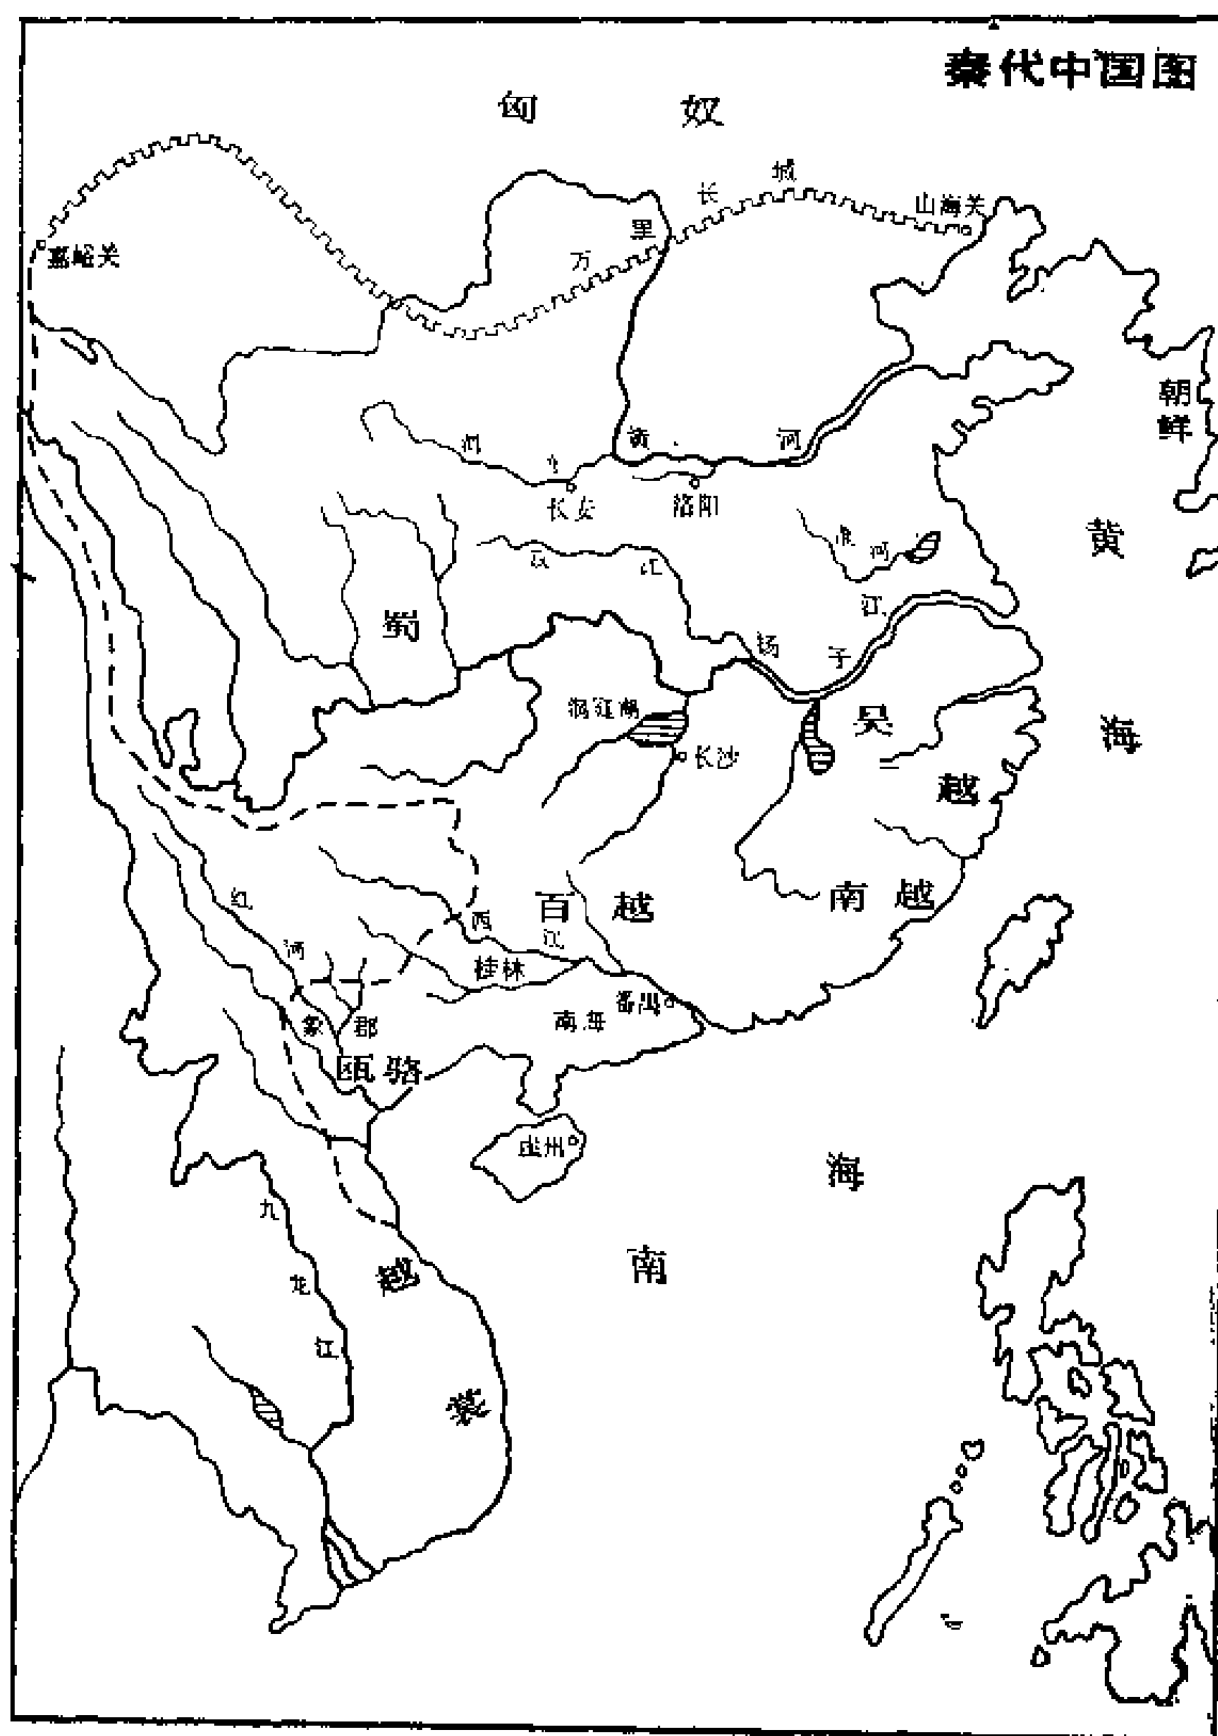 秦代中国图
匈奴
万里长城
山海关
嘉峪关
朝鲜
黄河
渭
长安
洛阳
淮河
汉江
黄海
蜀
扬子江
洞庭湖
吴
长沙
越
红河
百越
南越
西江
桂林
番禺
南海
象郡
瓯骆
琼州
南海
九龙江
越裳